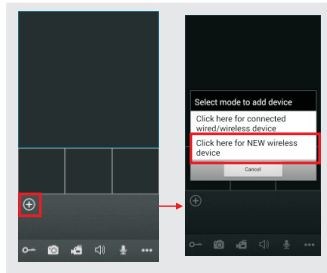 Select mode to add device
Click here for connected
wired/wireless device
Click here for NEW wireless
device
Cancel